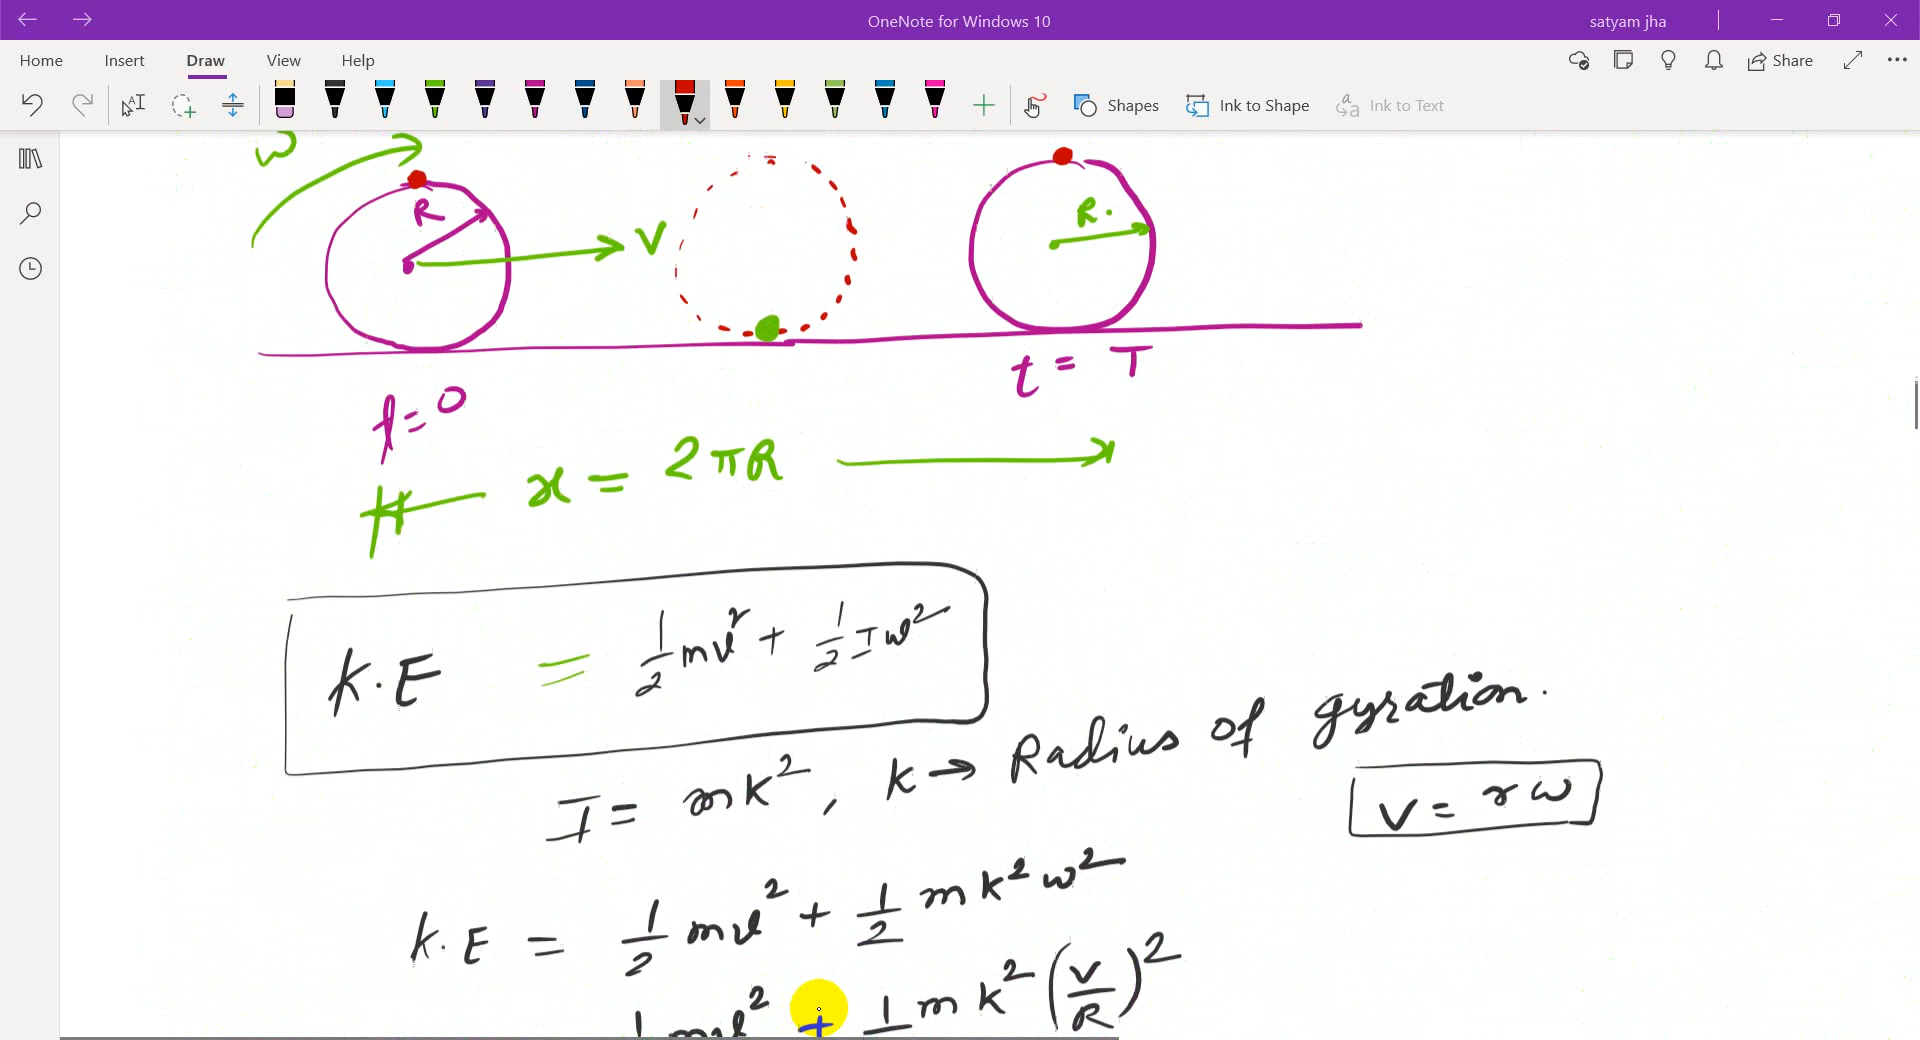 OneNote for Windows 10
satyam jha
Home Insert Draw View Help
Share
Shapes Ink to Shape Ink to Text
ω
R
V
R.
t=0
t = T
x = 2πR
K.E = 1/2 mv² + 1/2 Iω²
I = mk², k → Radius of gyration.
V = rω
K.E = 1/2 mv² + 1/2 mk²ω²
1 mv² + 1 mk² (V/R)²